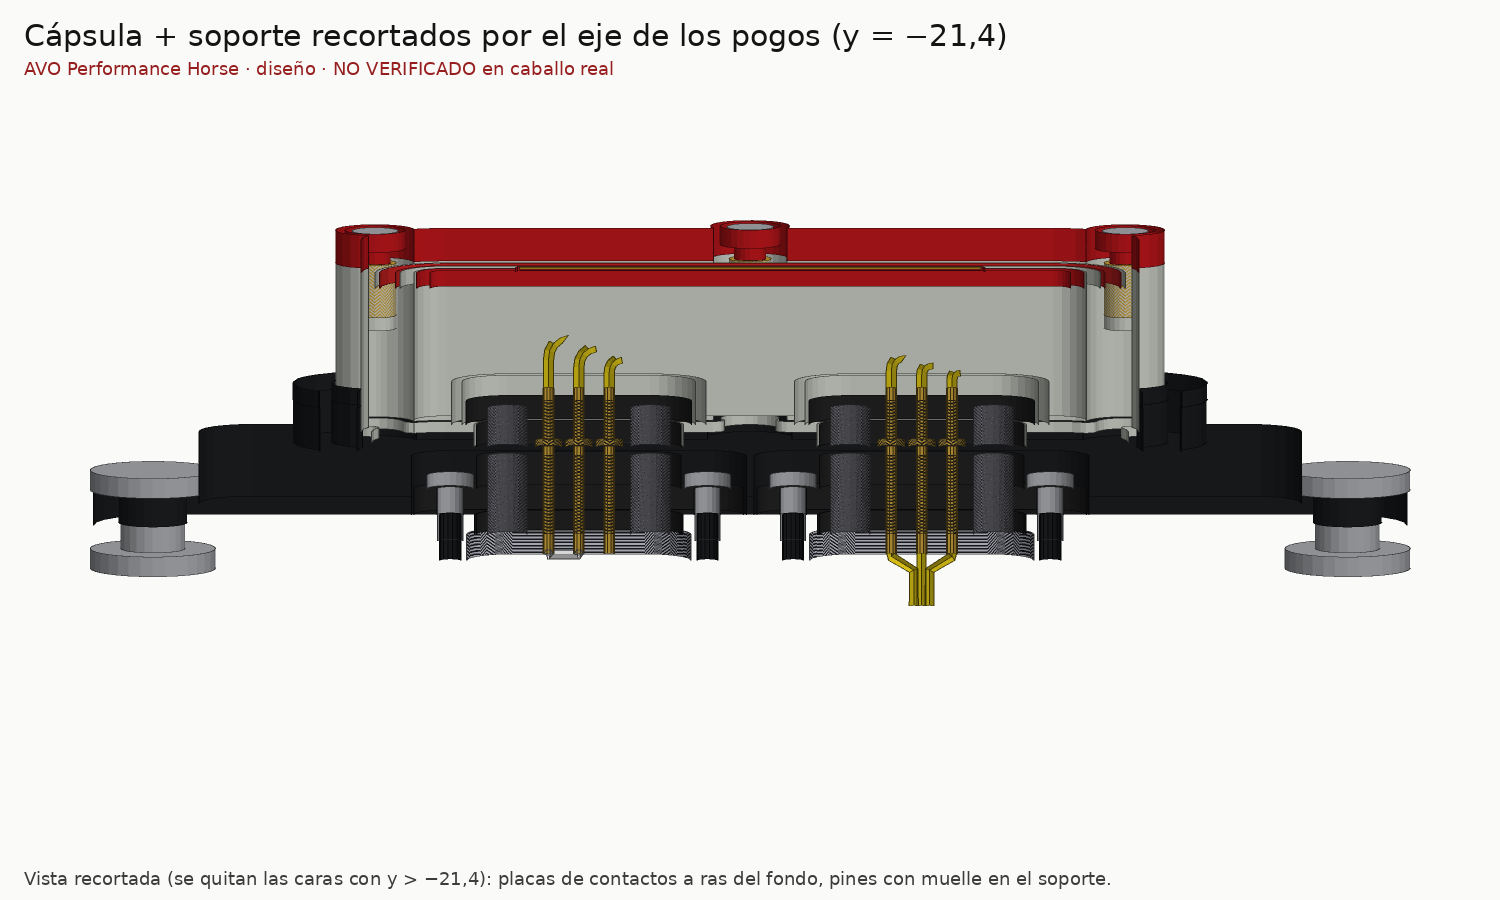 Cápsula + soporte recortados por el eje de los pogos (y = −21,4)
AVO Performance Horse · diseño · NO VERIFICADO en caballo real
Vista recortada (se quitan las caras con y > −21,4): placas de contactos a ras del fondo, pines con muelle en el soporte.